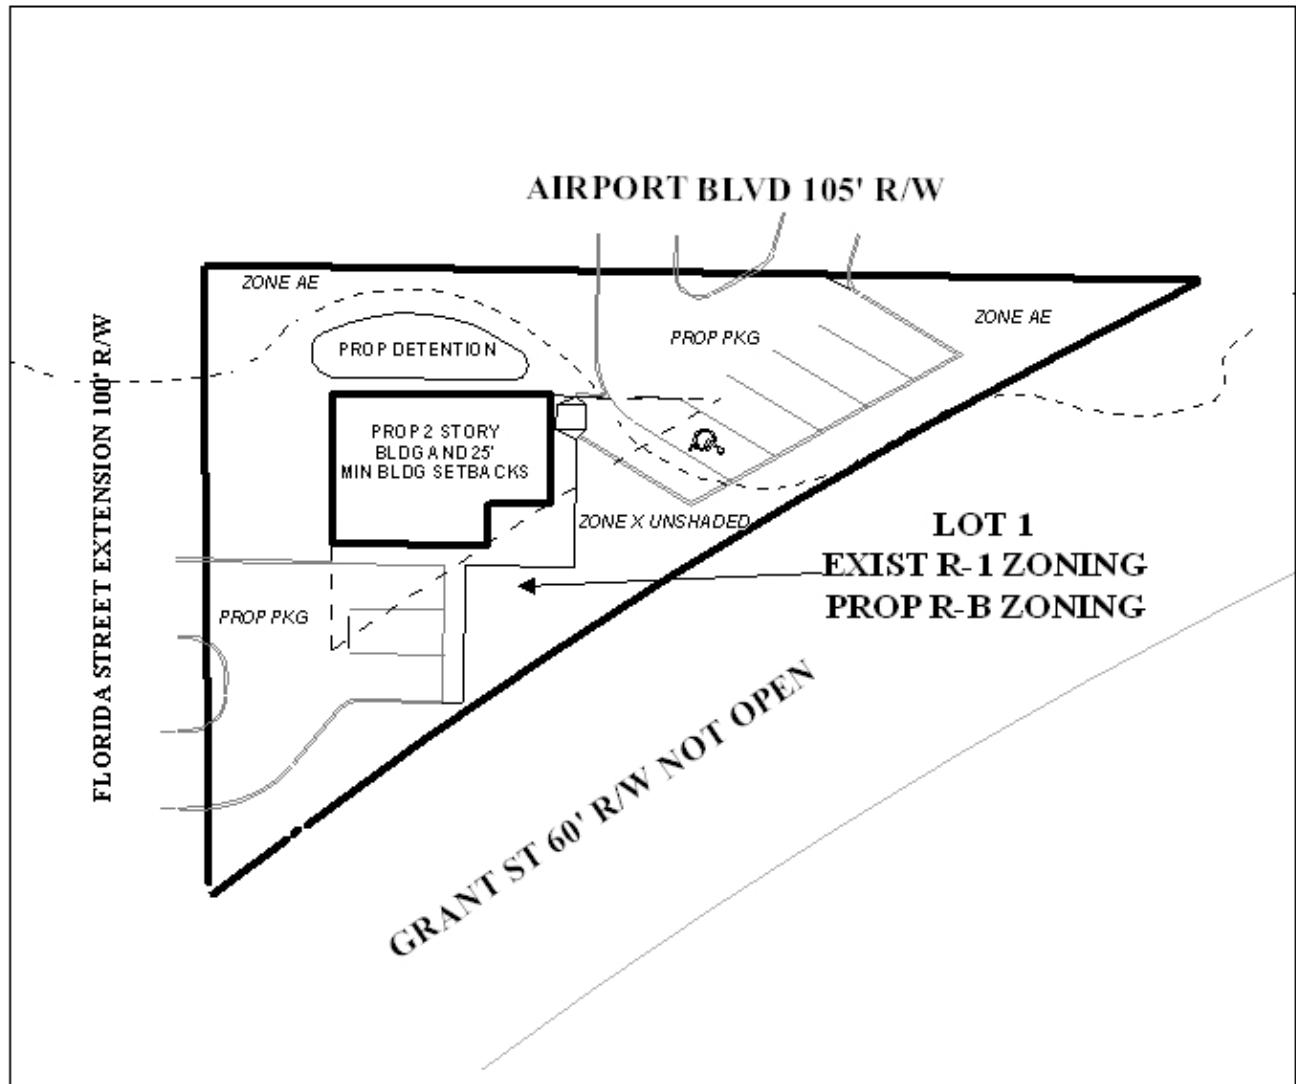 AIRPORT BLVD 105' R/W
ZONE AE
ZONE AE
PROP DETENTION
PROP PKG
FLORIDA STREET EXTENSION 100' R/W
PROP 2 STORY
BLDG AND 25'
MIN BLDG SETBACKS
ZONE X UNSHADED
LOT 1
EXIST R-1 ZONING
PROP R-B ZONING
PROP PKG
GRANT ST 60' R/W NOT OPEN